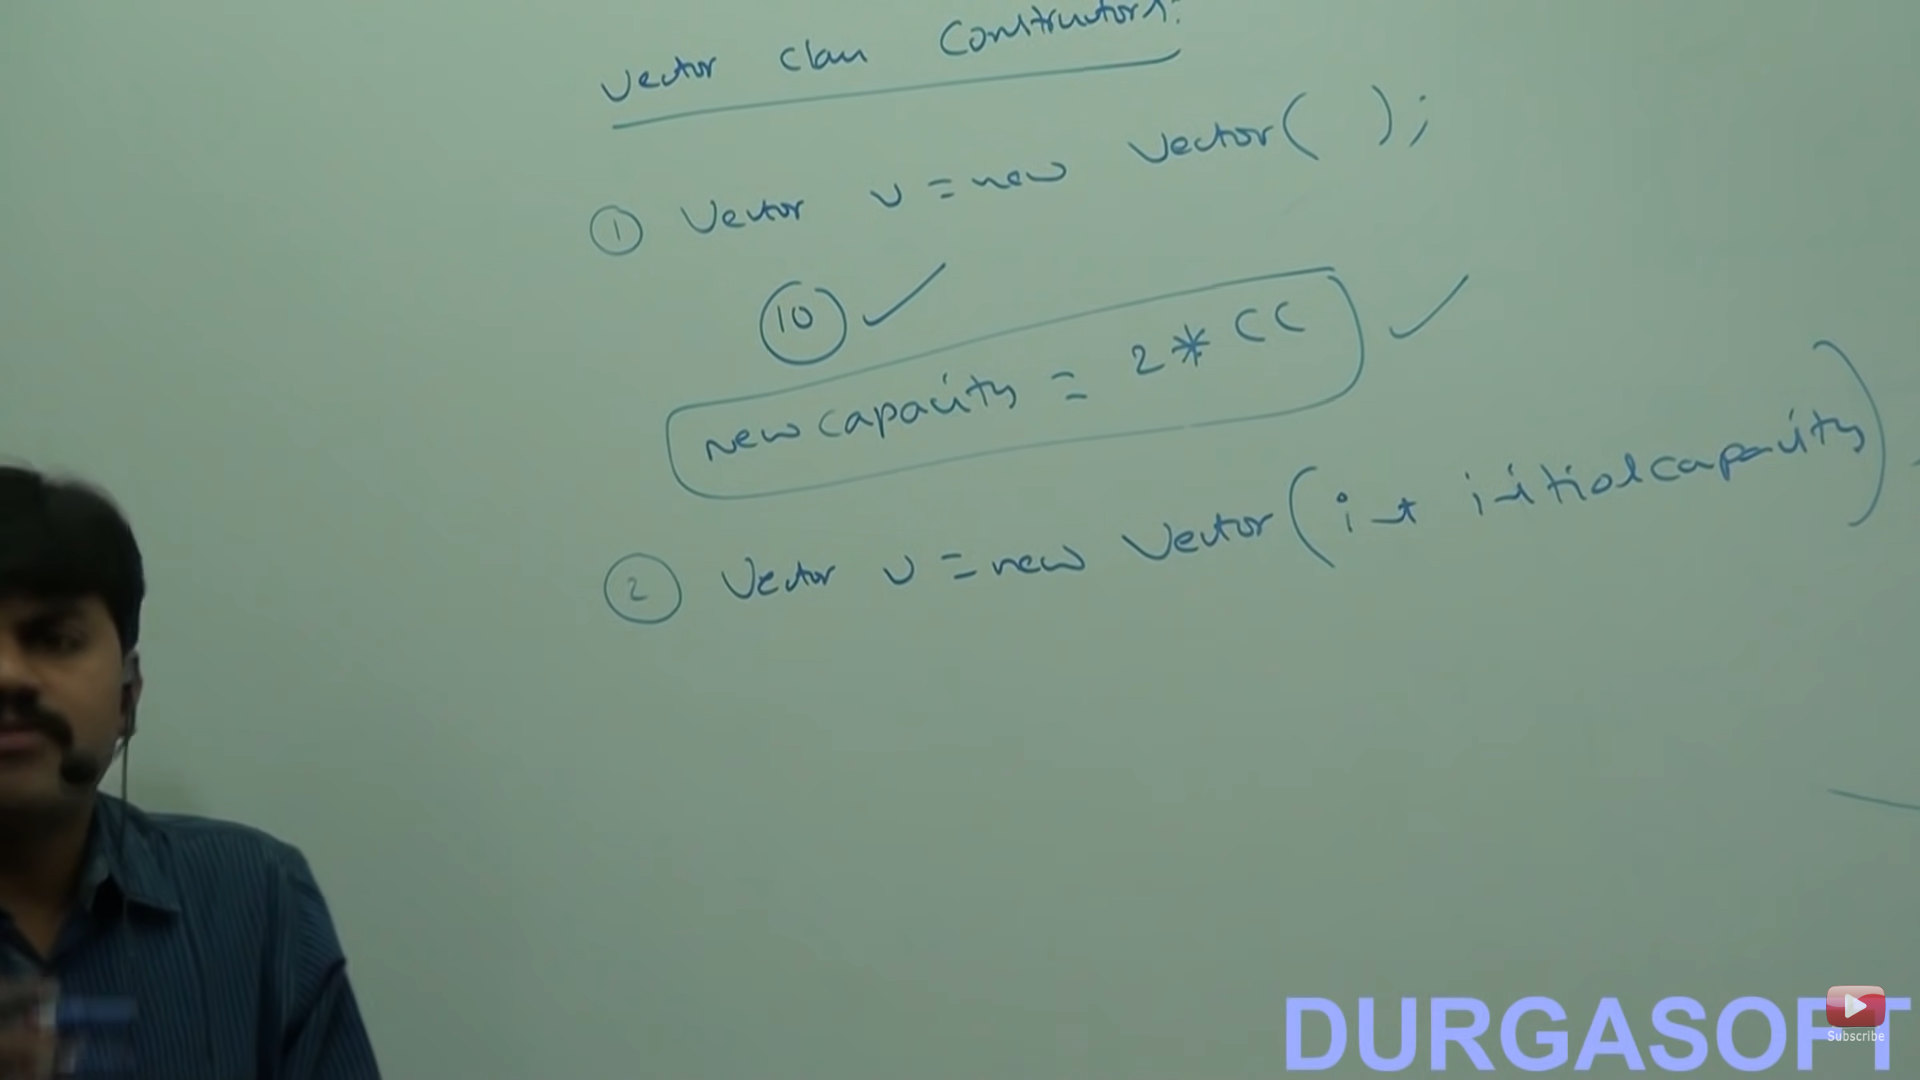 Vector class Constructors:
① Vector v = new Vector( );
10
new capacity = 2 * CC
② Vector v = new Vector(int initialcapacity)
DURGASOFT
Subscribe